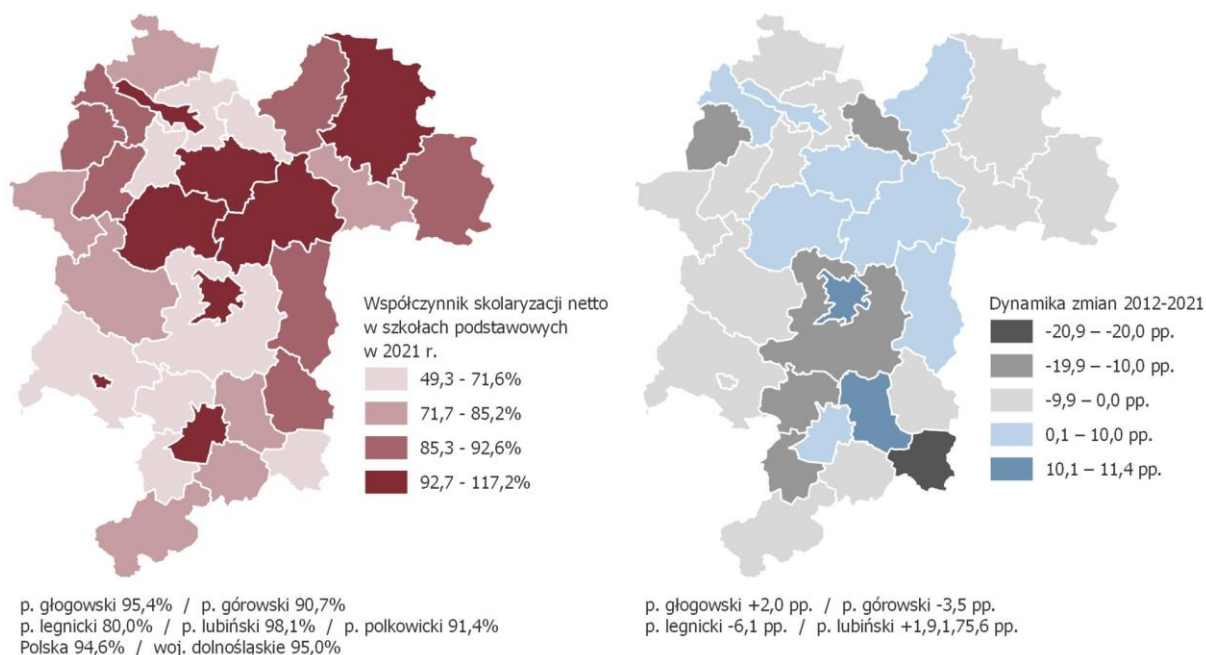 Współczynnik skolaryzacji netto
w szkołach podstawowych
w 2021 r.
49,3 - 71,6%
71,7 - 85,2%
85,3 - 92,6%
92,7 - 117,2%
p. głogowski 95,4% / p. górowski 90,7%
p. legnicki 80,0% / p. lubiński 98,1% / p. polkowicki 91,4%
Polska 94,6% / woj. dolnośląskie 95,0%
Dynamika zmian 2012-2021
-20,9 – -20,0 pp.
-19,9 – -10,0 pp.
-9,9 – 0,0 pp.
0,1 – 10,0 pp.
10,1 – 11,4 pp.
p. głogowski +2,0 pp. / p. górowski -3,5 pp.
p. legnicki -6,1 pp. / p. lubiński +1,9,1,75,6 pp.